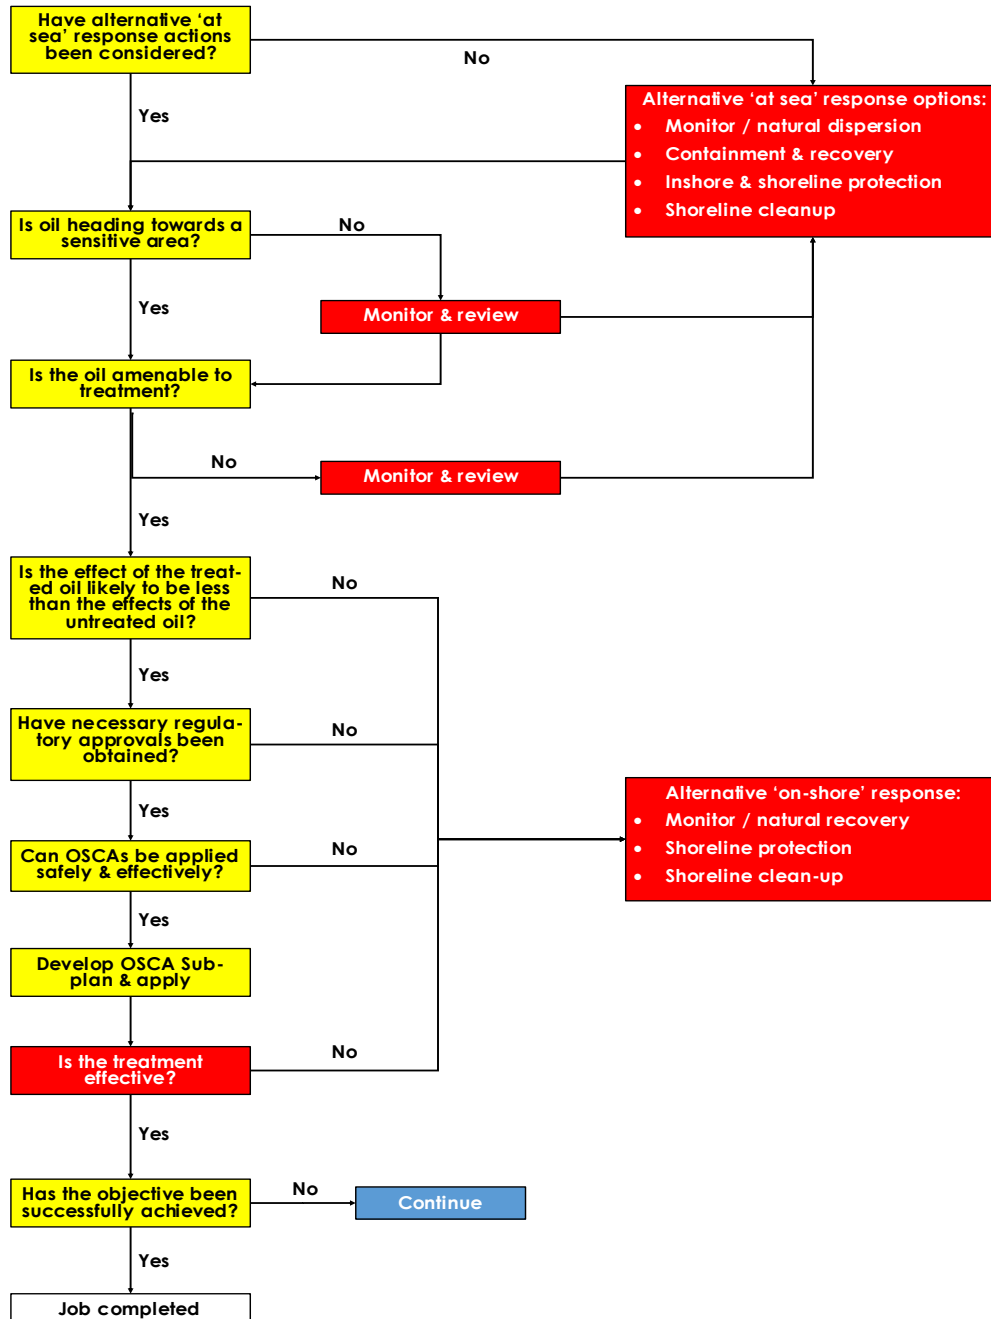 Have alternative ‘at
sea’ response actions
been considered?
No
Yes
Alternative ‘at sea’ response options:
• Monitor / natural dispersion
• Containment & recovery
• Inshore & shoreline protection
• Shoreline cleanup
Is oil heading towards a
sensitive area?
No
Yes
Monitor & review
Is the oil amenable to
treatment?
No
Monitor & review
Yes
Is the effect of the treat-
ed oil likely to be less
than the effects of the
untreated oil?
No
Yes
Have necessary regula-
tory approvals been
obtained?
No
Yes
Alternative ‘on-shore’ response:
• Monitor / natural recovery
• Shoreline protection
• Shoreline clean-up
Can OSCAs be applied
safely & effectively?
No
Yes
Develop OSCA Sub-
plan & apply
Is the treatment
effective?
No
Yes
Has the objective been
successfully achieved?
No
Continue
Yes
Job completed